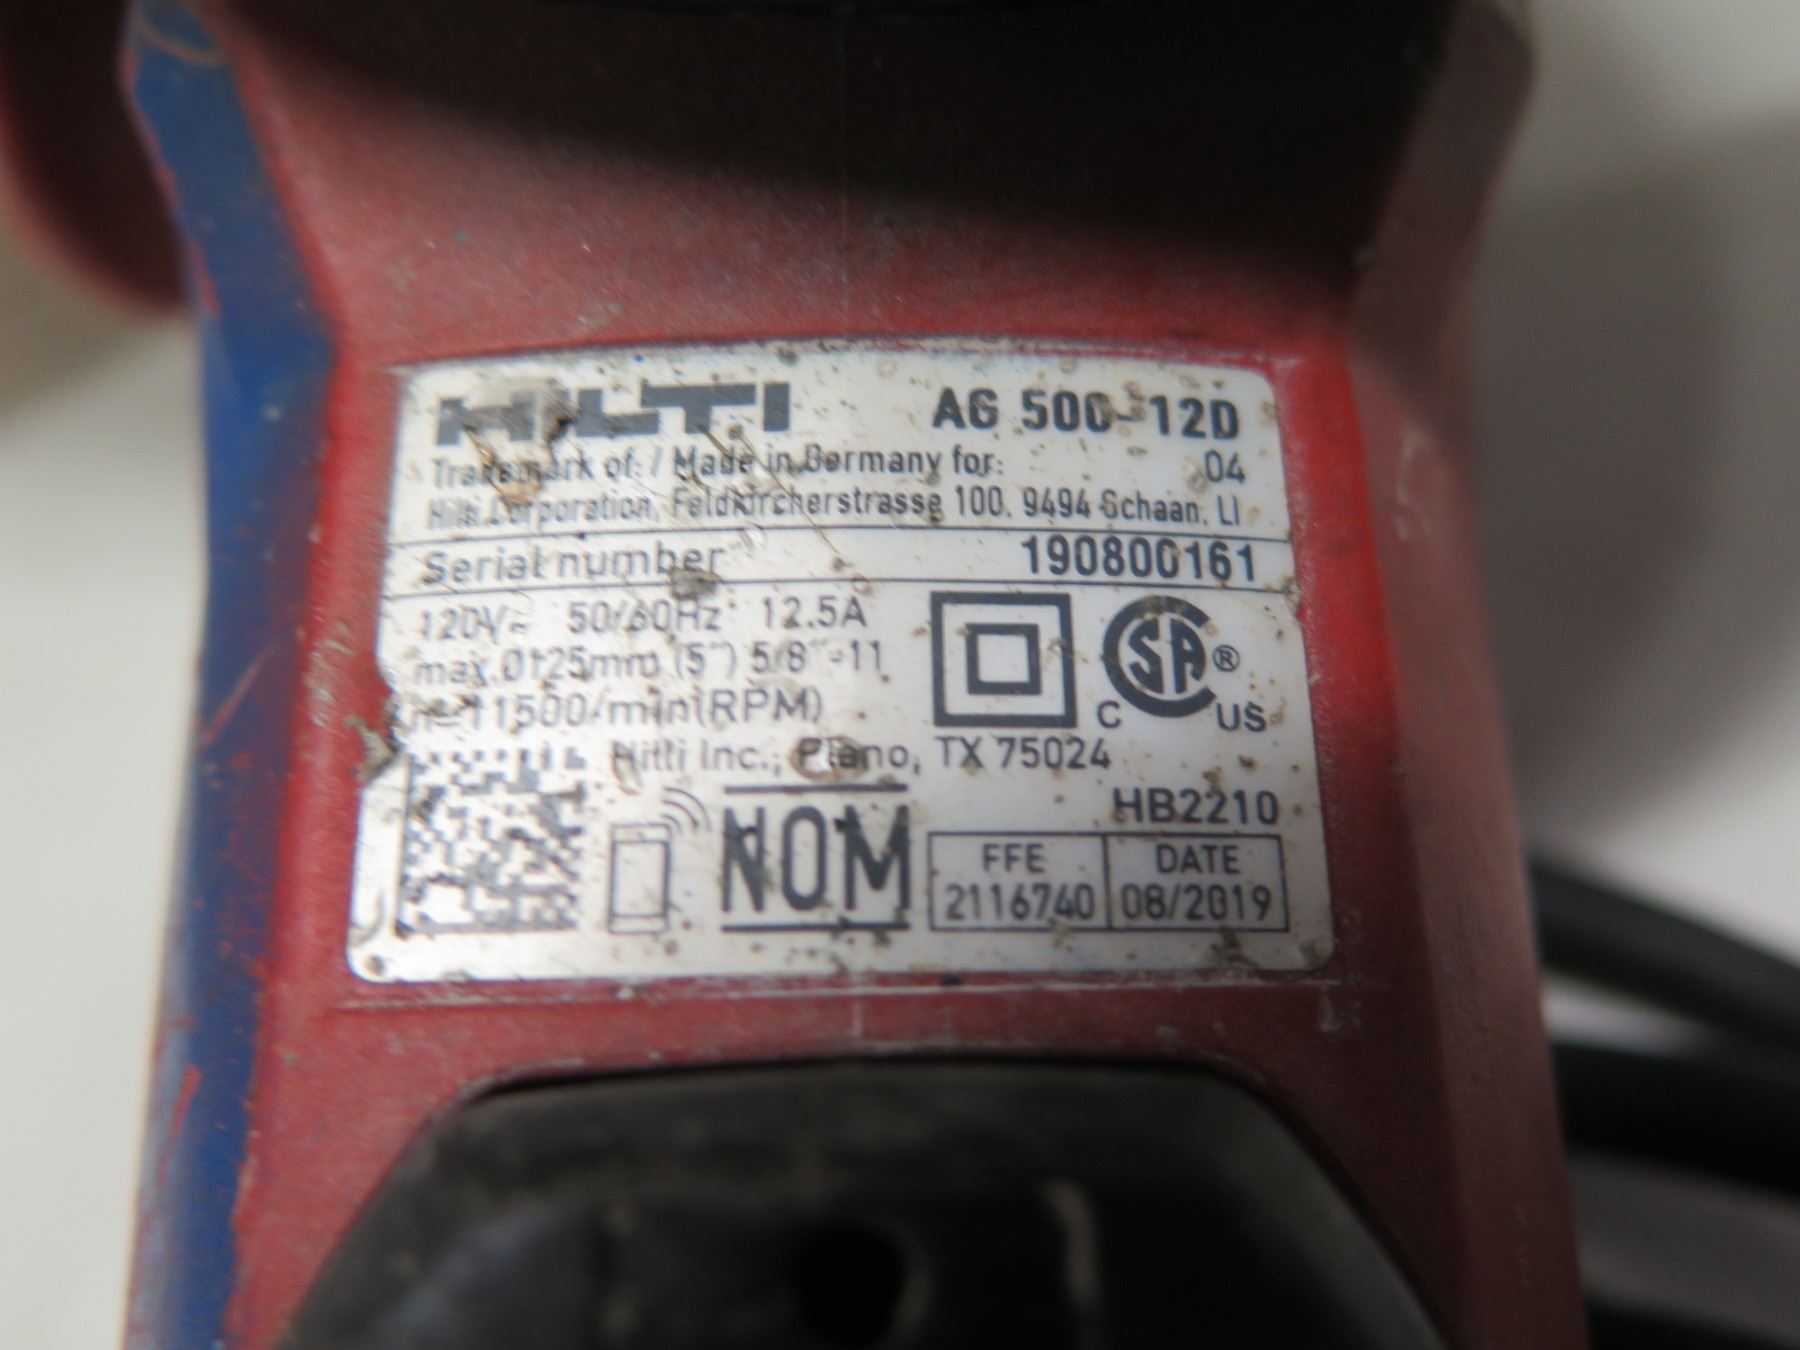 HILTI AG 500-12D
Trademark of: / Made in Germany for: 04
Hilti Corporation, Feldkircherstrasse 100, 9494 Schaan, LI
Serial number 190800161
120V~ 50/60Hz 12.5A
max. Ø125mm (5") 5/8"-11
n=11500/min(RPM)
SA ®
C US
Hilti Inc., Plano, TX 75024
HB2210
NOM
FFE DATE
2116740 08/2019